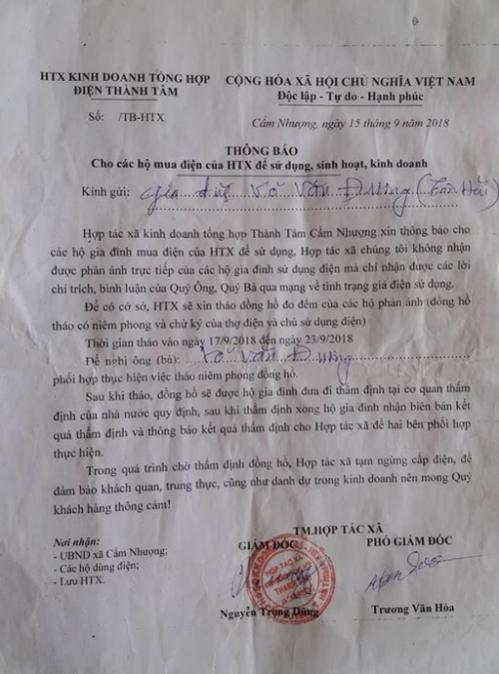 HTX KINH DOANH TỔNG HỢP
ĐIỆN THÀNH TÂM
CỘNG HÒA XÃ HỘI CHỦ NGHĨA VIỆT NAM
Độc lập - Tự do - Hạnh phúc
Số: /TB-HTX
Cẩm Nhượng, ngày 15 tháng 9 năm 2018
THÔNG BÁO
Cho các hộ mua điện của HTX để sử dụng, sinh hoạt, kinh doanh
Kính gửi: Gia đình Võ Văn Đường
Hợp tác xã kinh doanh tổng hợp Thành Tâm Cẩm Nhượng xin thông báo cho
các hộ gia đình mua điện của HTX để sử dụng, Hợp tác xã chúng tôi không nhận
được phản ánh trực tiếp của các hộ gia đình sử dụng điện mà chỉ nhận được các lời
chỉ trích, bình luận của Quý Ông, Quý Bà qua mạng về tình trạng giá điện sử dụng.
Để có cở sở, HTX sẽ xin tháo đồng hồ đo đếm của các hộ phản ánh (đồng hồ
tháo có niêm phong và chữ ký của thợ điện và chủ sử dụng điện)
Thời gian tháo vào ngày 17/9/2018 đến ngày 23/9/2018
Đề nghị ông (bà): Võ Văn Đường
phối hợp thực hiện việc tháo niêm phong đồng hồ.
Sau khi tháo, đồng hồ sẽ được hộ gia đình đưa đi thẩm định tại cơ quan thẩm
định của nhà nước quy định, sau khi thẩm định xong hộ gia đình nhận biên bản kết
quả thẩm định và thông báo kết quả thẩm định cho Hợp tác xã để hai bên phối hợp
thực hiện.
Trong quá trình chờ thẩm định đồng hồ, Hợp tác xã tạm ngừng cấp điện, để
đảm bảo khách quan, trung thực, cũng như danh dự trong kinh doanh nên mong Quý
khách hàng thông cảm!
Nơi nhận:
- UBND xã Cẩm Nhượng;
- Các hộ dùng điện;
- Lưu HTX.
TM.HỢP TÁC XÃ
GIÁM ĐỐC
PHÓ GIÁM ĐỐC
HỢP TÁC XÃ
Nguyễn Trọng Dũng
Trương Văn Hòa